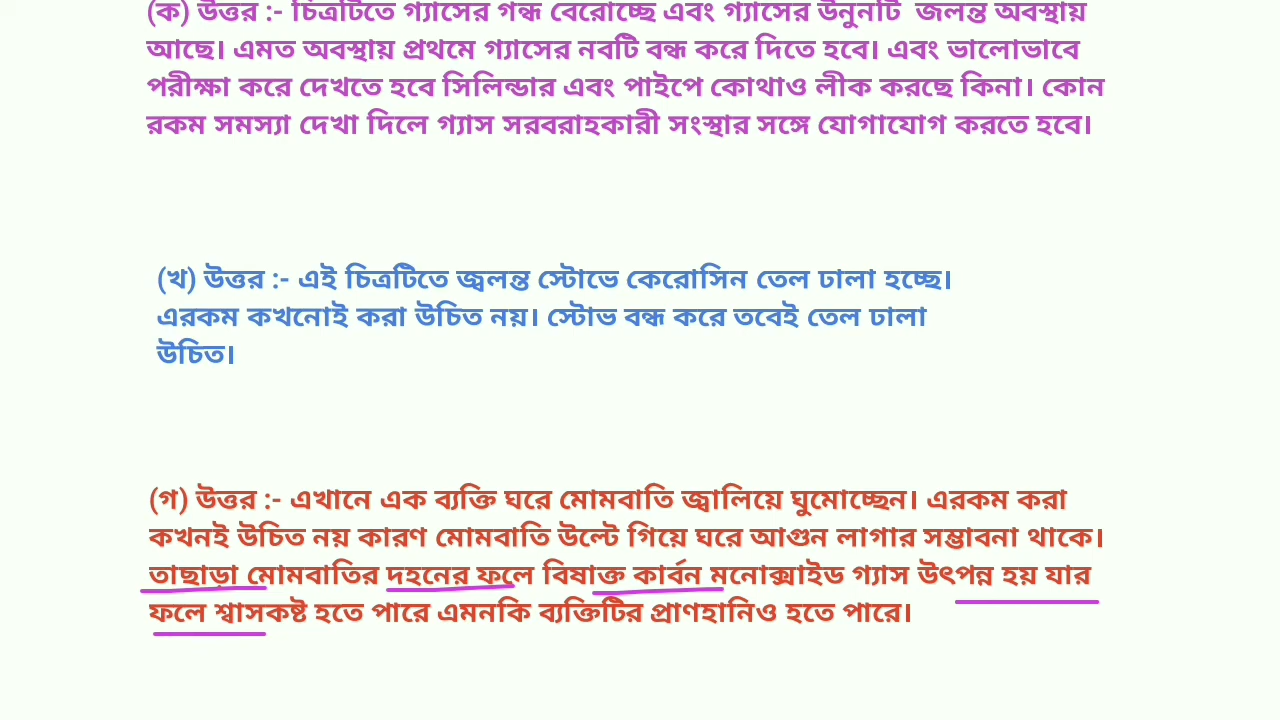 (ক) উত্তর :- চিত্রটিতে গ্যাসের গন্ধ বেরোচ্ছে এবং গ্যাসের উনুনটি জলন্ত অবস্থায়
আছে। এমত অবস্থায় প্রথমে গ্যাসের নবটি বন্ধ করে দিতে হবে। এবং ভালোভাবে
পরীক্ষা করে দেখতে হবে সিলিন্ডার এবং পাইপে কোথাও লীক করছে কিনা। কোন
রকম সমস্যা দেখা দিলে গ্যাস সরবরাহকারী সংস্থার সঙ্গে যোগাযোগ করতে হবে।
(খ) উত্তর :- এই চিত্রটিতে জ্বলন্ত স্টোভে কেরোসিন তেল ঢালা হচ্ছে।
এরকম কখনোই করা উচিত নয়। স্টোভ বন্ধ করে তবেই তেল ঢালা
উচিত।
(গ) উত্তর :- এখানে এক ব্যক্তি ঘরে মোমবাতি জ্বালিয়ে ঘুমোচ্ছেন। এরকম করা
কখনই উচিত নয় কারণ মোমবাতি উল্টে গিয়ে ঘরে আগুন লাগার সম্ভাবনা থাকে।
তাছাড়া মোমবাতির দহনের ফলে বিষাক্ত কার্বন মনোক্সাইড গ্যাস উৎপন্ন হয় যার
ফলে শ্বাসকষ্ট হতে পারে এমনকি ব্যক্তিটির প্রাণহানিও হতে পারে।